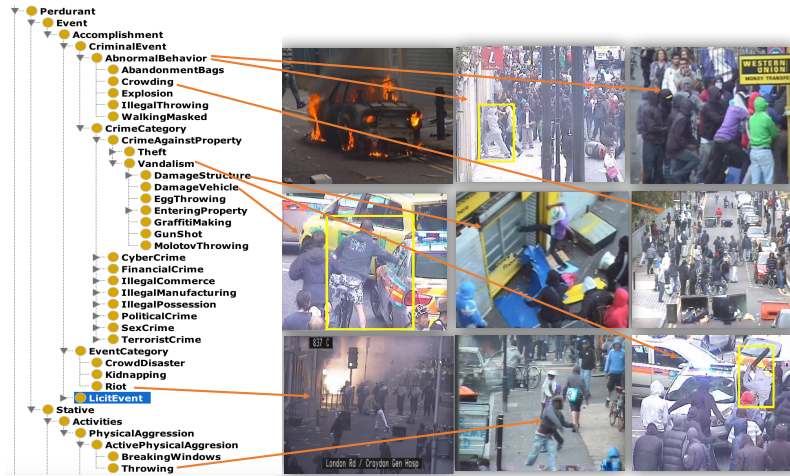 Perdurant
Event
Accomplishment
CriminalEvent
AbnormalBehavior
AbandonmentBags
Crowding
Explosion
IllegalThrowing
WalkingMasked
CrimeCategory
CrimeAgainstProperty
Theft
Vandalism
DamageStructure
DamageVehicle
EggThrowing
EnteringProperty
GraffitiMaking
GunShot
MolotovThrowing
CyberCrime
FinancialCrime
IllegalCommerce
IllegalManufacturing
IllegalPossession
PoliticalCrime
SexCrime
TerroristCrime
EventCategory
CrowdDisaster
Kidnapping
Riot
LicitEvent
Stative
Activities
PhysicalAggression
ActivePhysicalAggresion
BreakingWindows
Throwing
WESTERN
UNION
MONEY TRANSFER
837 C
London Rd / Croydon Gen Hosp